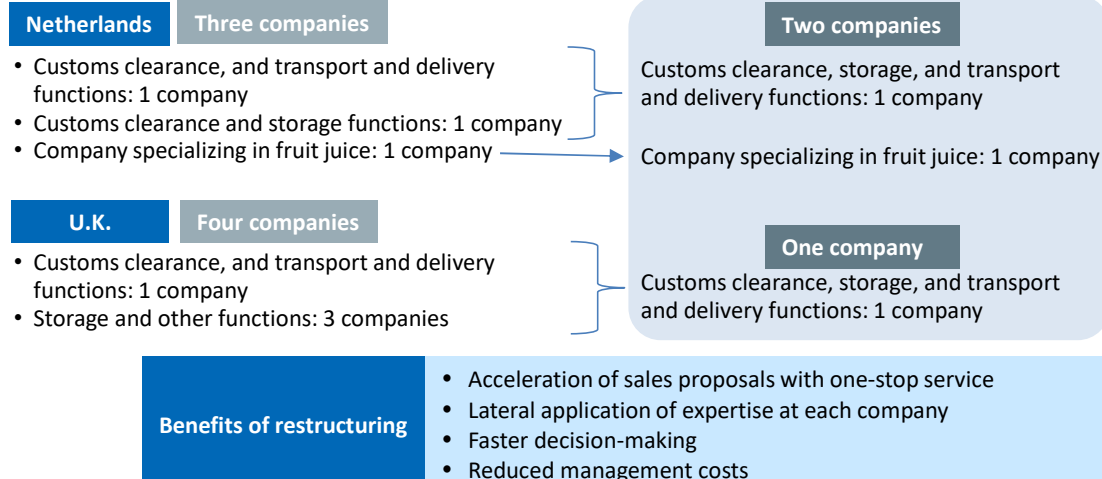 Netherlands
Three companies
• Customs clearance, and transport and delivery
functions: 1 company
• Customs clearance and storage functions: 1 company
• Company specializing in fruit juice: 1 company
Two companies
Customs clearance, storage, and transport
and delivery functions: 1 company
Company specializing in fruit juice: 1 company
U.K.
Four companies
• Customs clearance, and transport and delivery
functions: 1 company
• Storage and other functions: 3 companies
One company
Customs clearance, storage, and transport
and delivery functions: 1 company
Benefits of restructuring
• Acceleration of sales proposals with one-stop service
• Lateral application of expertise at each company
• Faster decision-making
• Reduced management costs